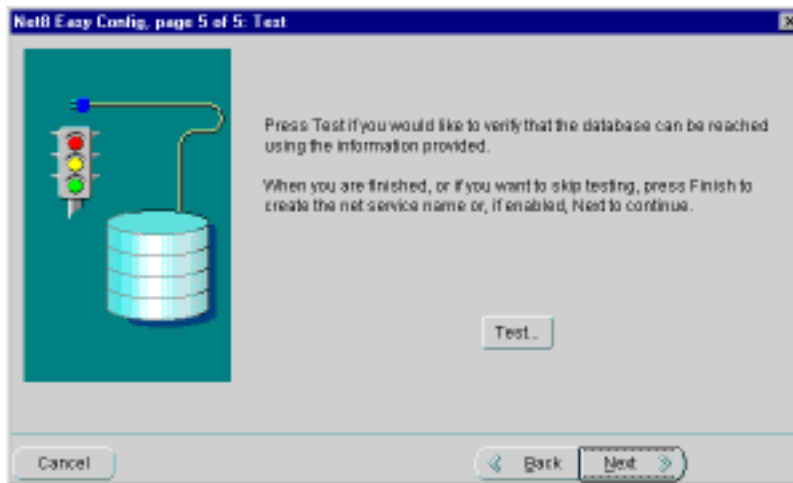 Net8 Easy Config, page 5 of 5: Test
Press Test if you would like to verify that the database can be reached
using the information provided.
When you are finished, or if you want to skip testing, press Finish to
create the net service name or, if enabled, Next to continue.
Test...
Cancel
Back
Next